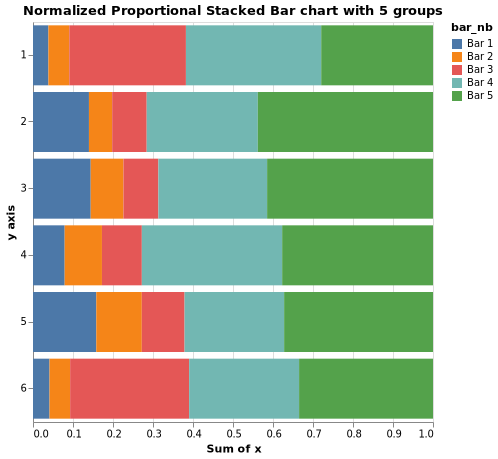 Normalized Proportional Stacked Bar chart with 5 groups
bar_nb
Bar 1
Bar 2
Bar 3
Bar 4
Bar 5
y axis
1
2
3
4
5
6
0.0 0.1 0.2 0.3 0.4 0.5 0.6 0.7 0.8 0.9 1.0
Sum of x